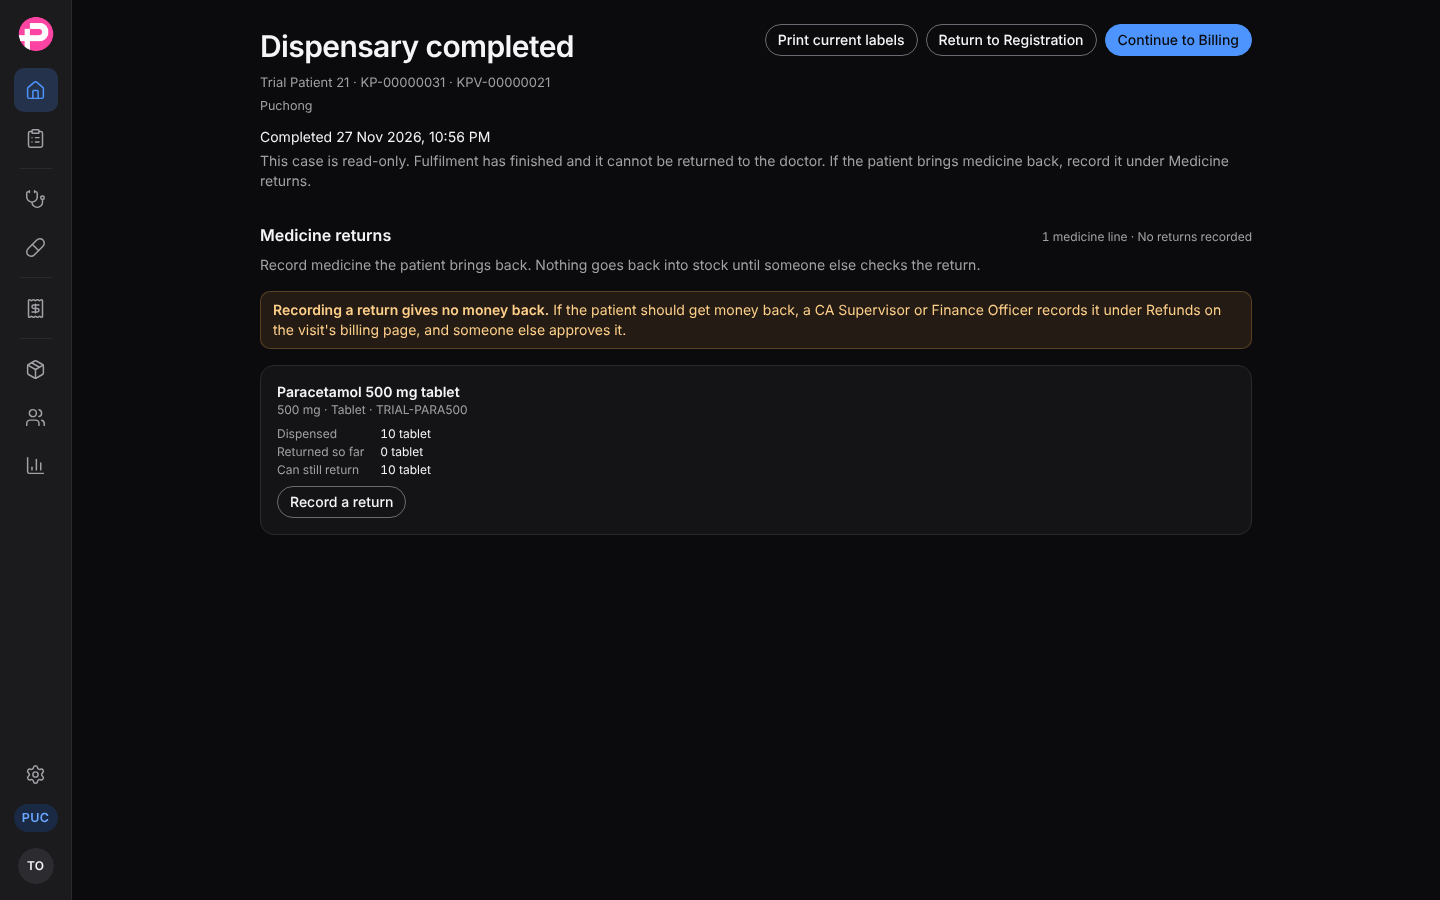 Dispensary completed
Print current labels
Return to Registration
Continue to Billing
Trial Patient 21 · KP-00000031 · KPV-00000021
Puchong
Completed 27 Nov 2026, 10:56 PM
This case is read-only. Fulfilment has finished and it cannot be returned to the doctor. If the patient brings medicine back, record it under Medicine
returns.
Medicine returns
1 medicine line · No returns recorded
Record medicine the patient brings back. Nothing goes back into stock until someone else checks the return.
Recording a return gives no money back. If the patient should get money back, a CA Supervisor or Finance Officer records it under Refunds on
the visit's billing page, and someone else approves it.
Paracetamol 500 mg tablet
500 mg · Tablet · TRIAL-PARA500
Dispensed 10 tablet
Returned so far 0 tablet
Can still return 10 tablet
Record a return
PUC
TO